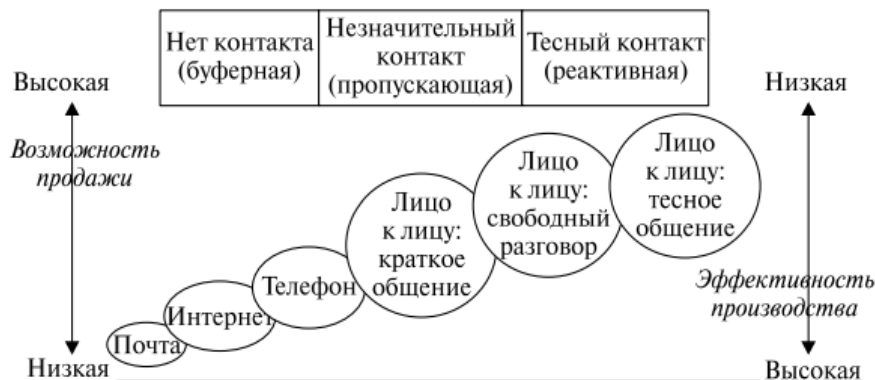 Нет контакта
(буферная)
Незначительный
контакт
(пропускающая)
Тесный контакт
(реактивная)
Высокая
Низкая
Возможность
продажи
Лицо
к лицу:
тесное
общение
Лицо
к лицу:
свободный
разговор
Лицо
к лицу:
краткое
общение
Телефон
Интернет
Почта
Эффективность
производства
Низкая
Высокая